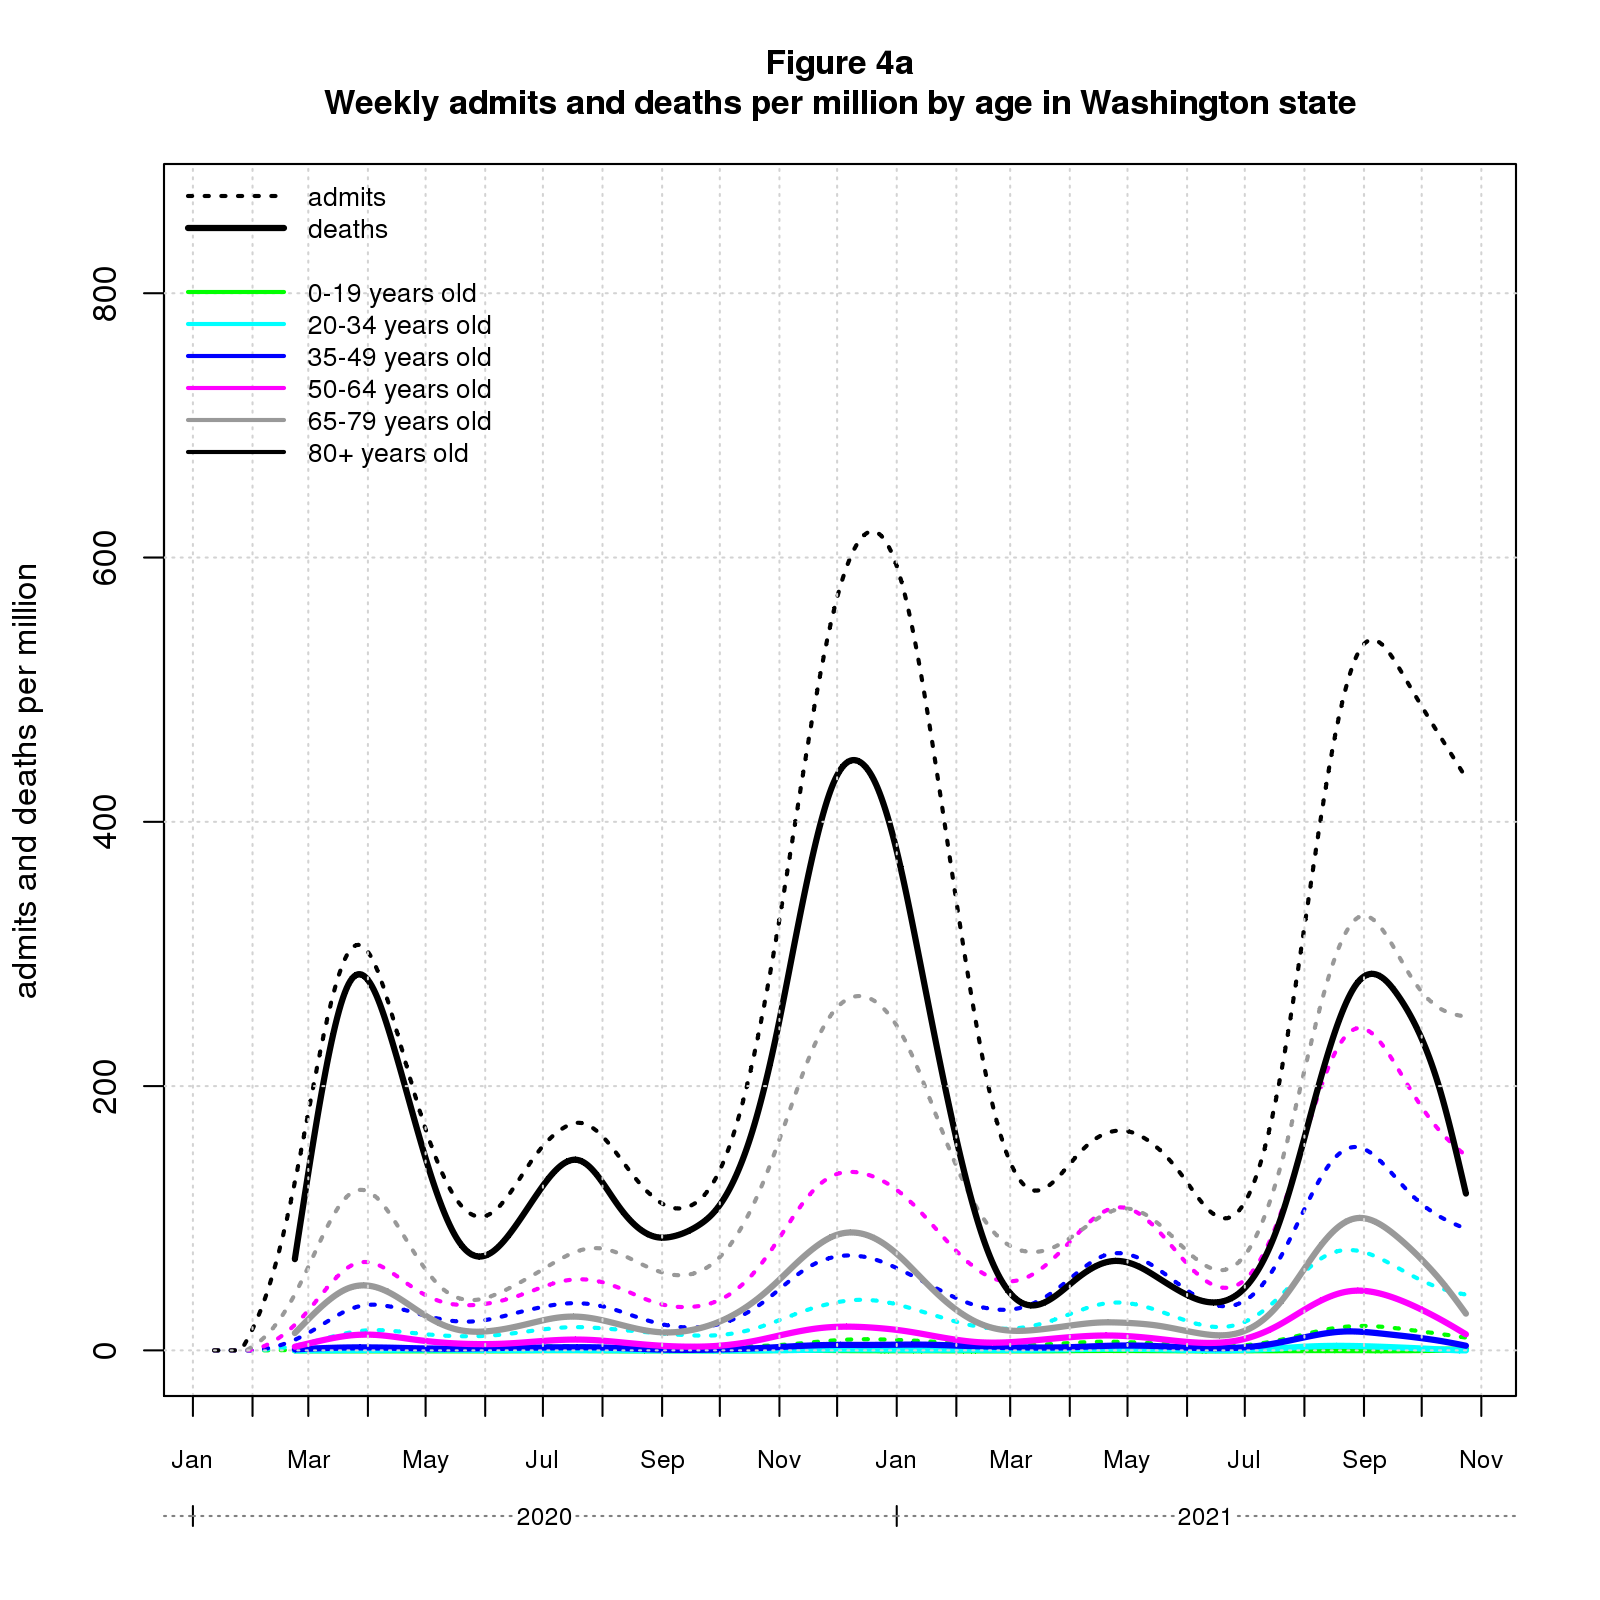 Figure 4a
Weekly admits and deaths per million by age in Washington state
admits
deaths
0-19 years old
20-34 years old
35-49 years old
50-64 years old
65-79 years old
80+ years old
admits and deaths per million
800
600
400
200
0
Jan Mar May Jul Sep Nov Jan Mar May Jul Sep Nov
2020 2021